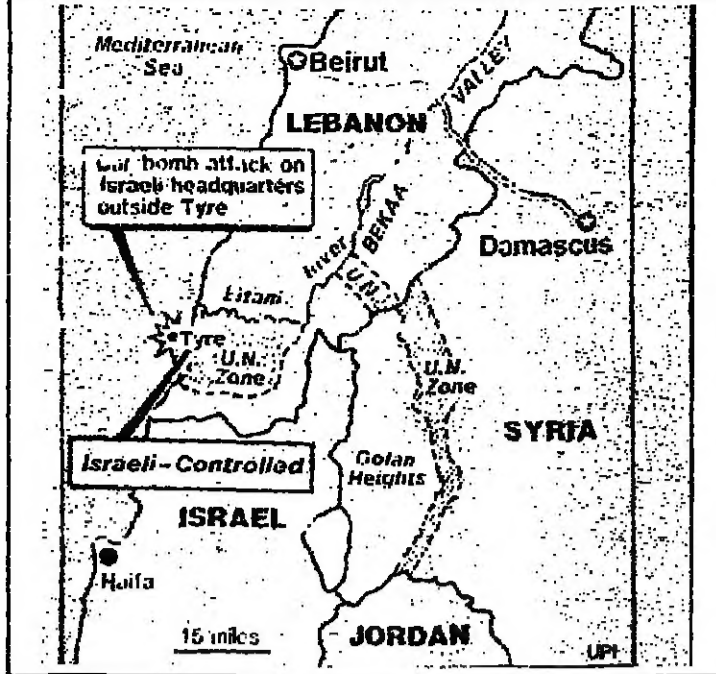 Mediterranean
Sea
Beirut
VALLEY
LEBANON
Car bomb attack on
Israeli headquarters
outside Tyre
BEKAA
Damascus
River
U.N.
Litani
Tyre
U.N.
Zone
U.N.
Zone
SYRIA
Israeli-Controlled
Golan
Heights
ISRAEL
Haifa
15 miles
JORDAN
UPI